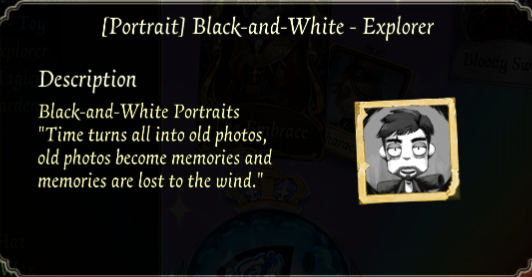 [Portrait] Black-and-White - Explorer
Description
Black-and-White Portraits
"Time turns all into old photos,
old photos become memories and
memories are lost to the wind."